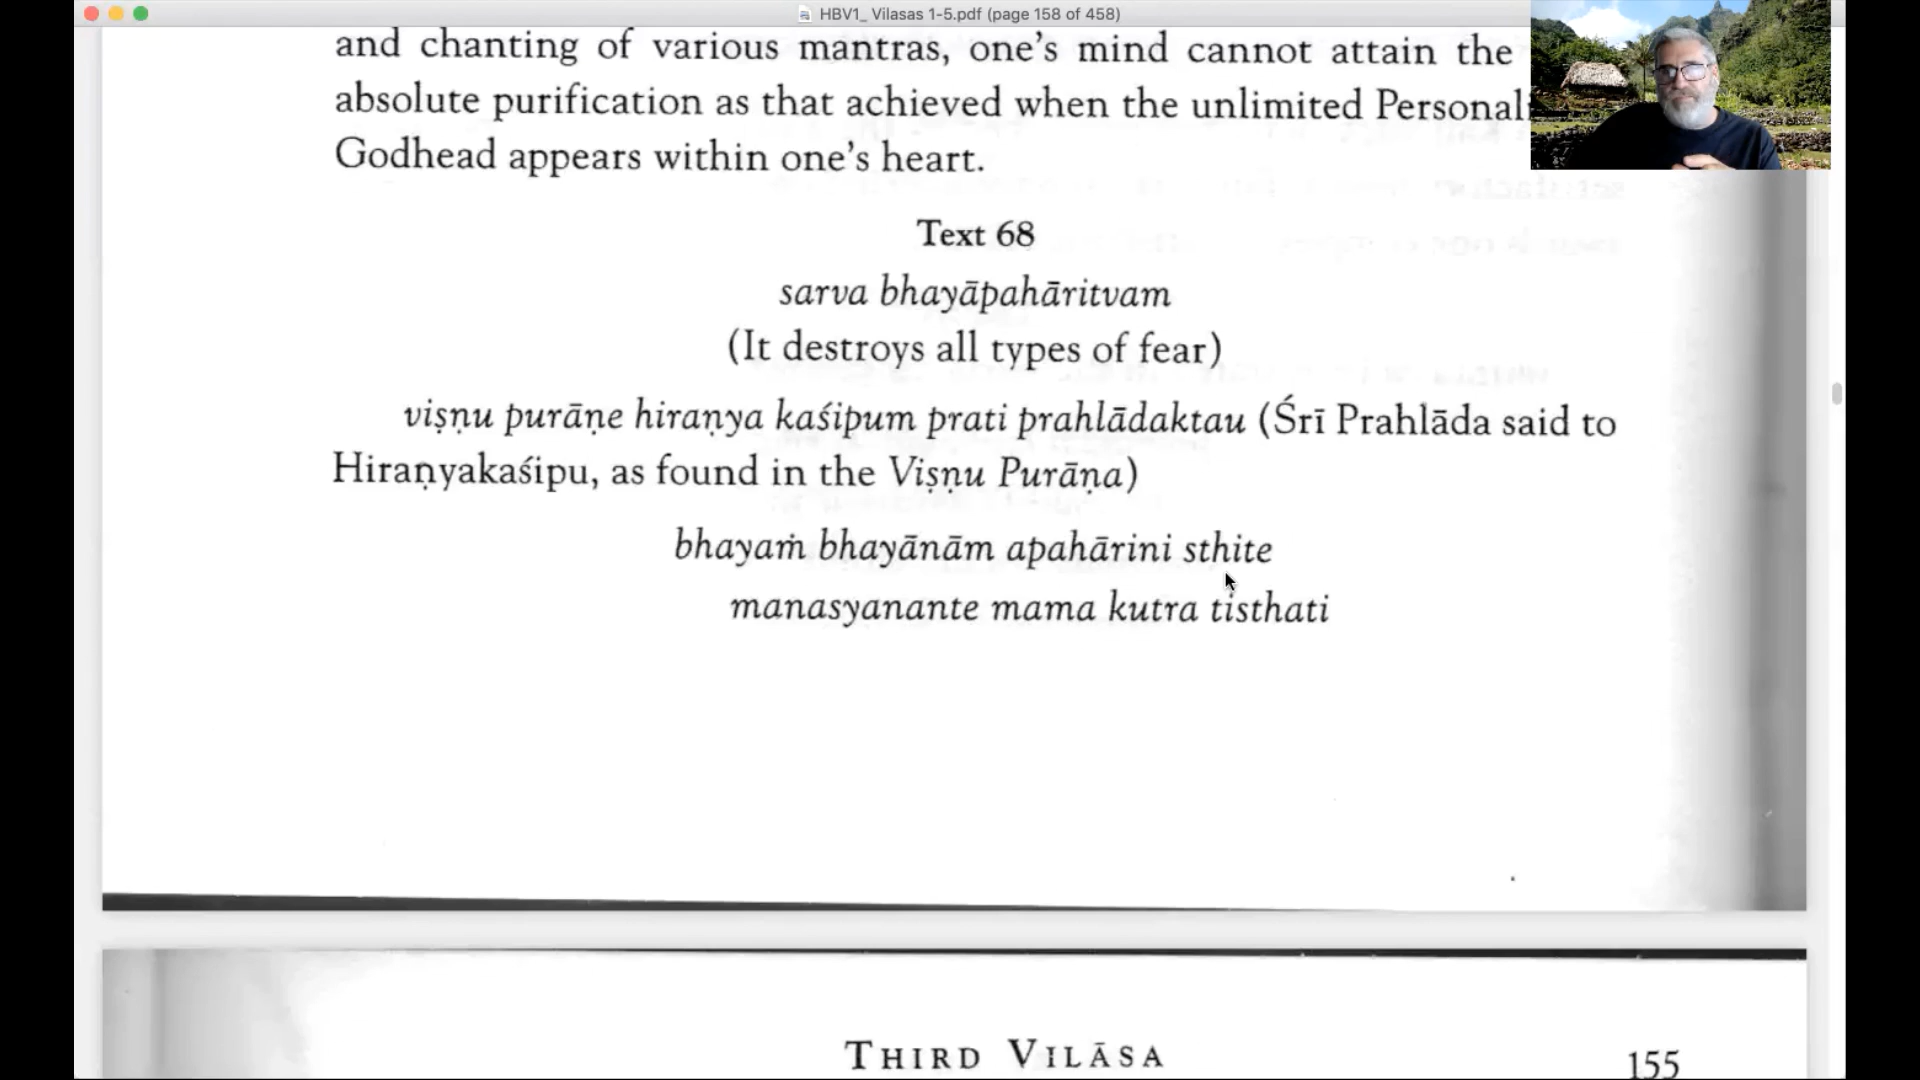 HBV1_ Vilasas 1-5.pdf (page 158 of 458)
and chanting of various mantras, one's mind cannot attain the
absolute purification as that achieved when the unlimited
Godhead appears within one's heart.
Text 68
sarva bhayāpahāritvam
(It destroys all types of fear)
viṣṇu purāṇe hiraṇya kaśipum prati prahlādaktau (Śrī Prahlāda said to
Hiraṇyakaśipu, as found in the Viṣṇu Purāṇa)
bhayaṁ bhayānām apahārini sthite
manasyanante mama kutra tisthati
THIRD VILĀSA 155